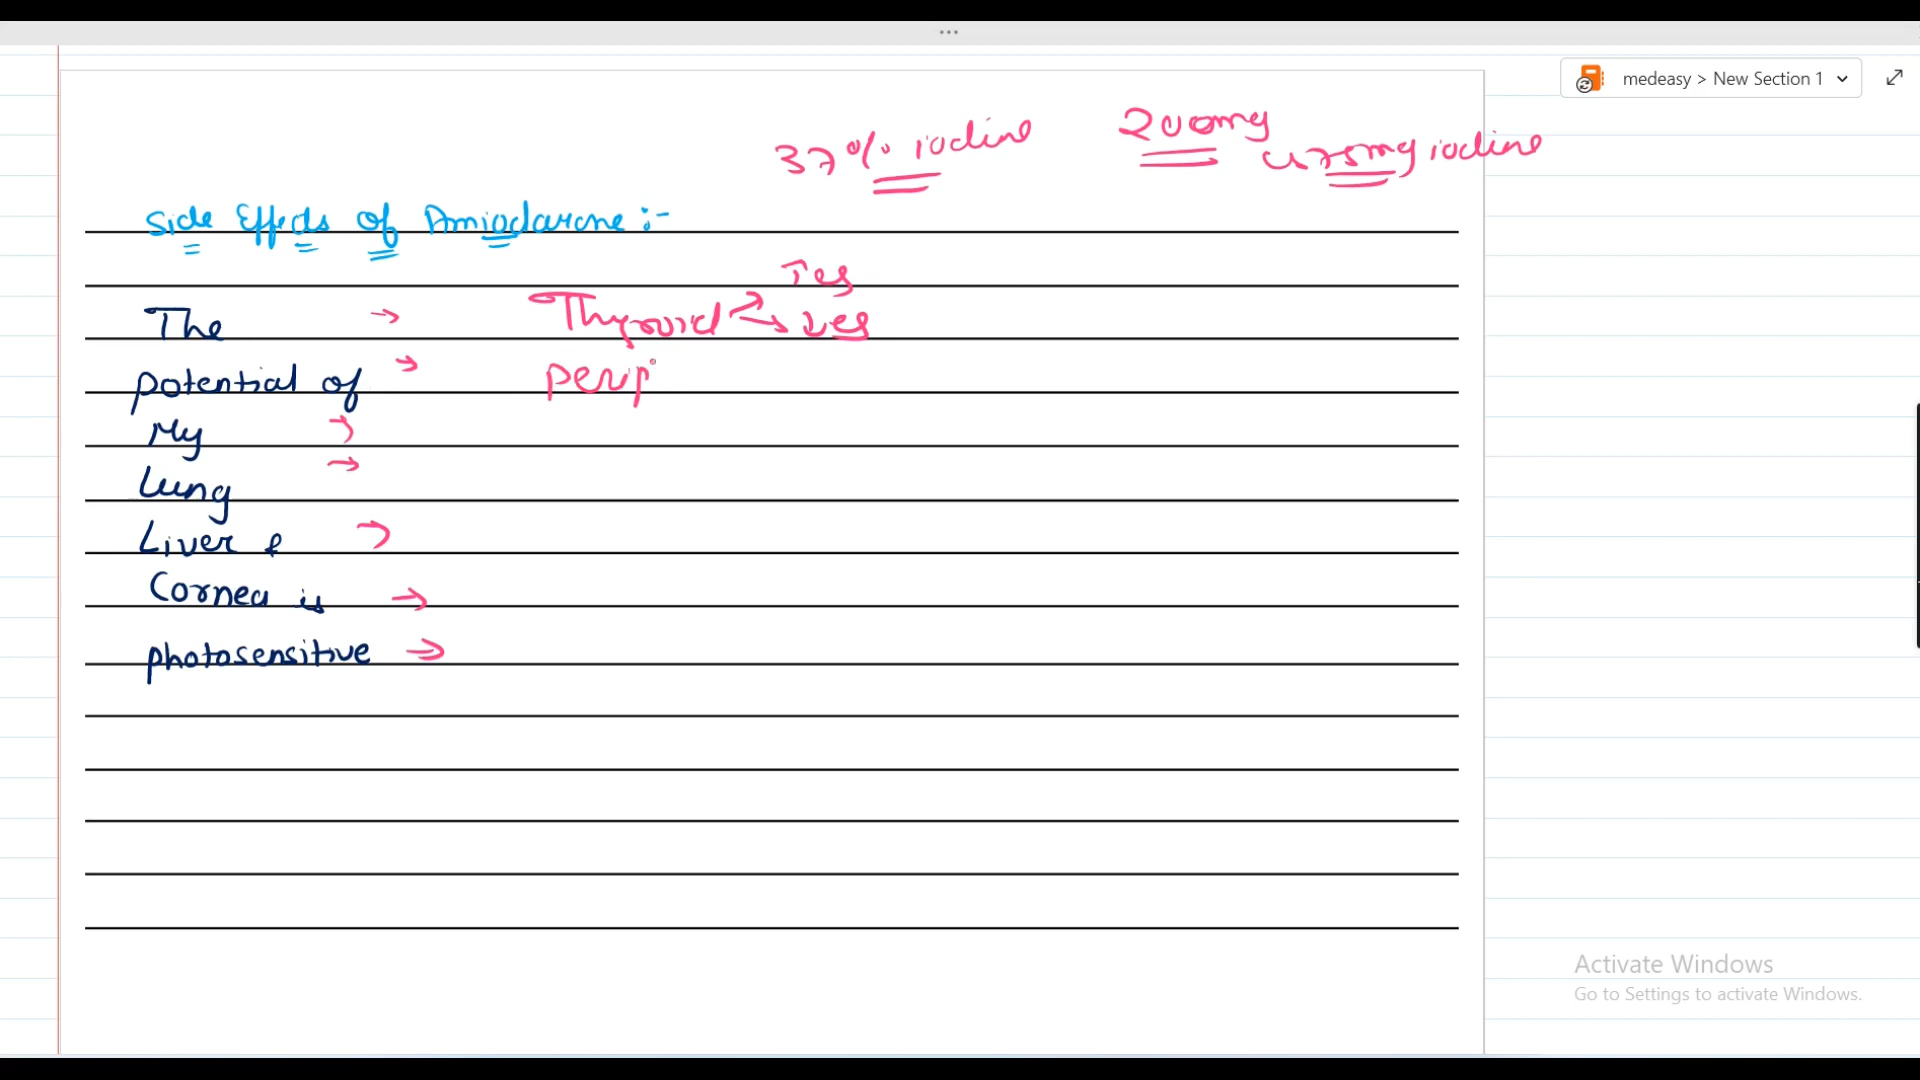 ...
medeasy > New Section 1
37% iodine 200mg
75mg iodine
Side Effects of Amiodarone :-
The → Thyroid
potential of → perip
My →
Lung →
Liver & →
Cornea is →
photosensitive →
Activate Windows
Go to Settings to activate Windows.